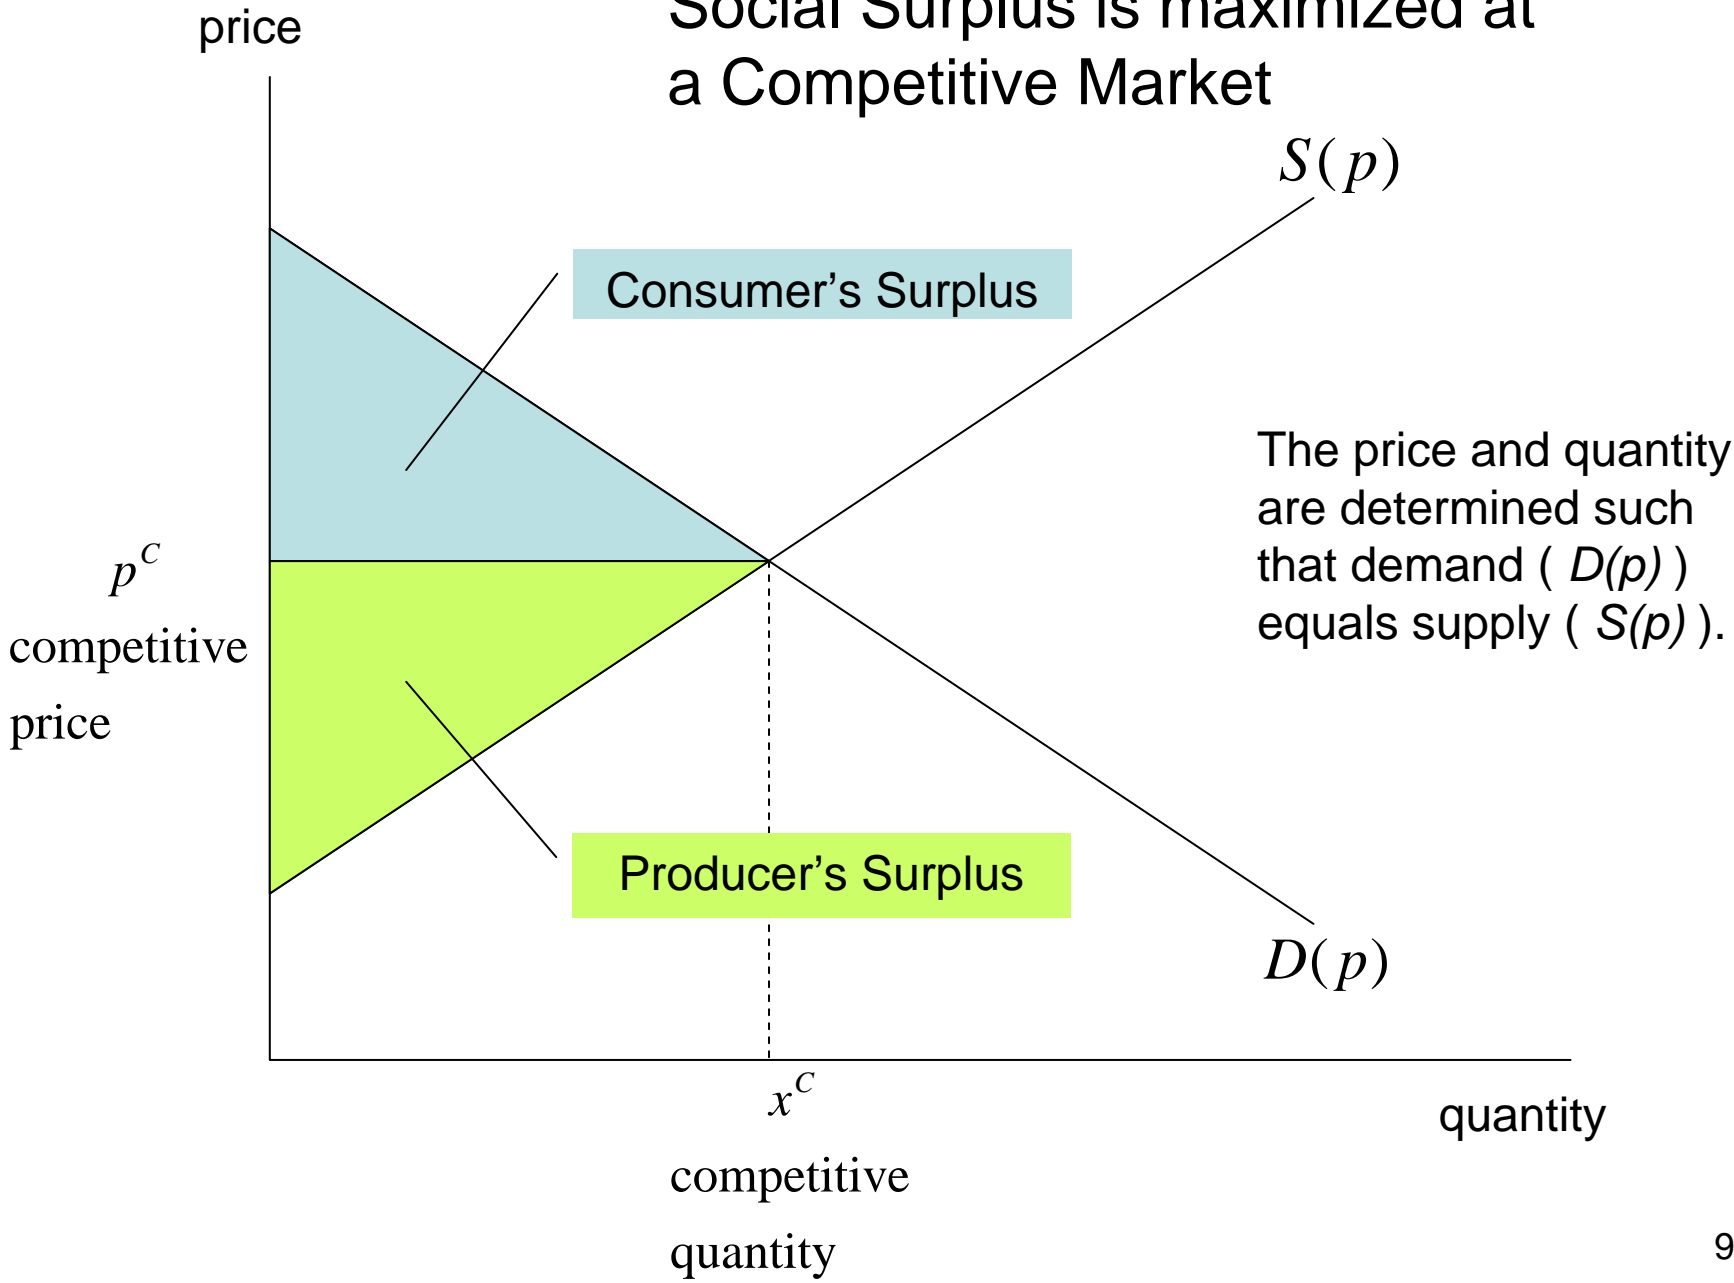 Social Surplus is maximized at
a Competitive Market
price
S(p)
Consumer’s Surplus
The price and quantity
are determined such
that demand ( D(p) )
equals supply ( S(p) ).
p^C
competitive
price
Producer’s Surplus
D(p)
x^C
competitive
quantity
quantity
9